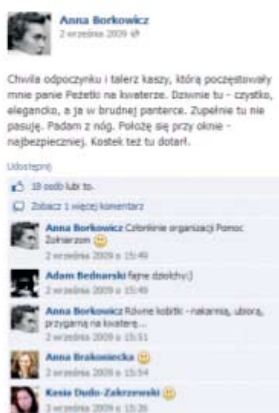 Anna Borkowicz
2 września 2009
Chwila odpoczynku i talerz kaszy, którą poczęstowały
mnie panie Peżetki na kwaterze. Dziwnie tu - czysto,
elegancko, a ja w brudnej panterce. Zupełnie tu nie
pasuję. Padam z nóg. Położę się przy oknie -
najbezpieczniej. Kostek też tu dotarł.
Udostępnij
18 osób lubi to.
Zobacz 1 więcej komentarz
Anna Borkowicz Członkinie organizacji Pomoc
Żołnierzom
2 września 2009 o 15:49
Adam Bednarski fajne dziołchy:)
2 września 2009 o 15:49
Anna Borkowicz Równe kobitki - nakarmią, ubiorą,
przygarną na kwaterę...
2 września 2009 o 15:51
Anna Brakoniecka
2 września 2009 o 15:54
Kasia Dudo-Zakrzewski
3 września 2009 o 15:26